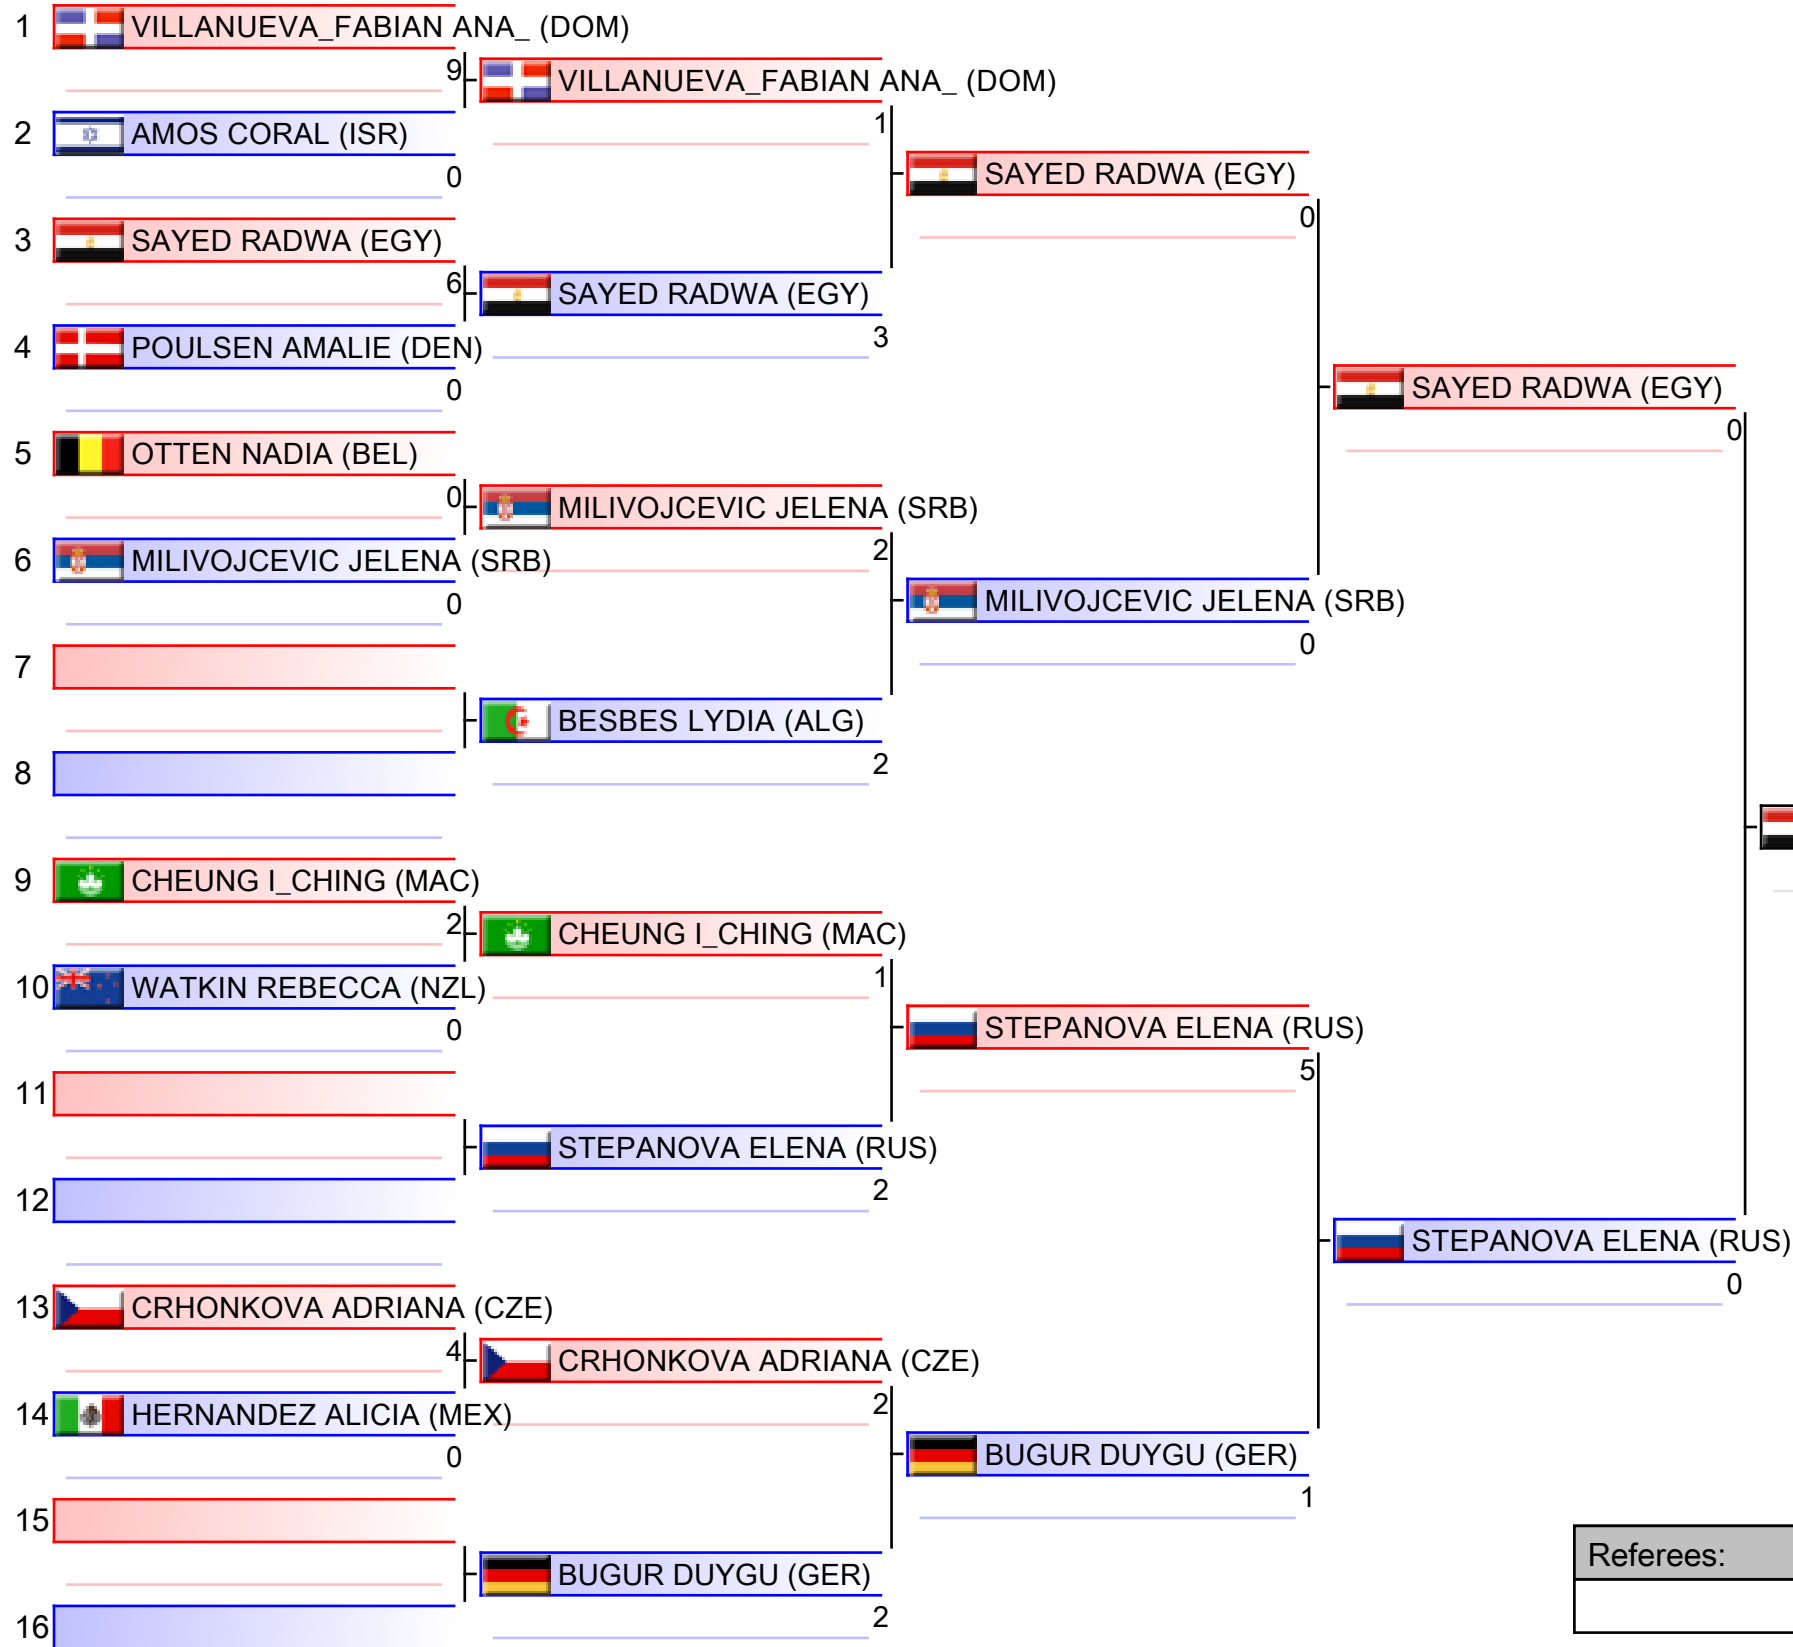 1 VILLANUEVA_FABIAN ANA_ (DOM)
9 VILLANUEVA_FABIAN ANA_ (DOM)
2 AMOS CORAL (ISR)
1
0 SAYED RADWA (EGY)
3 SAYED RADWA (EGY)
0
6 SAYED RADWA (EGY)
4 POULSEN AMALIE (DEN)
3
0 SAYED RADWA (EGY)
5 OTTEN NADIA (BEL)
0
0 MILIVOJCEVIC JELENA (SRB)
6 MILIVOJCEVIC JELENA (SRB)
2
0 MILIVOJCEVIC JELENA (SRB)
7
0
BESBES LYDIA (ALG)
8
2
9 CHEUNG I_CHING (MAC)
2 CHEUNG I_CHING (MAC)
10 WATKIN REBECCA (NZL)
1
0 STEPANOVA ELENA (RUS)
11
5
STEPANOVA ELENA (RUS)
12
2
STEPANOVA ELENA (RUS)
13 CRHONKOVA ADRIANA (CZE)
0
4 CRHONKOVA ADRIANA (CZE)
14 HERNANDEZ ALICIA (MEX)
2
0 BUGUR DUYGU (GER)
15
1
Referees:
BUGUR DUYGU (GER)
16
2